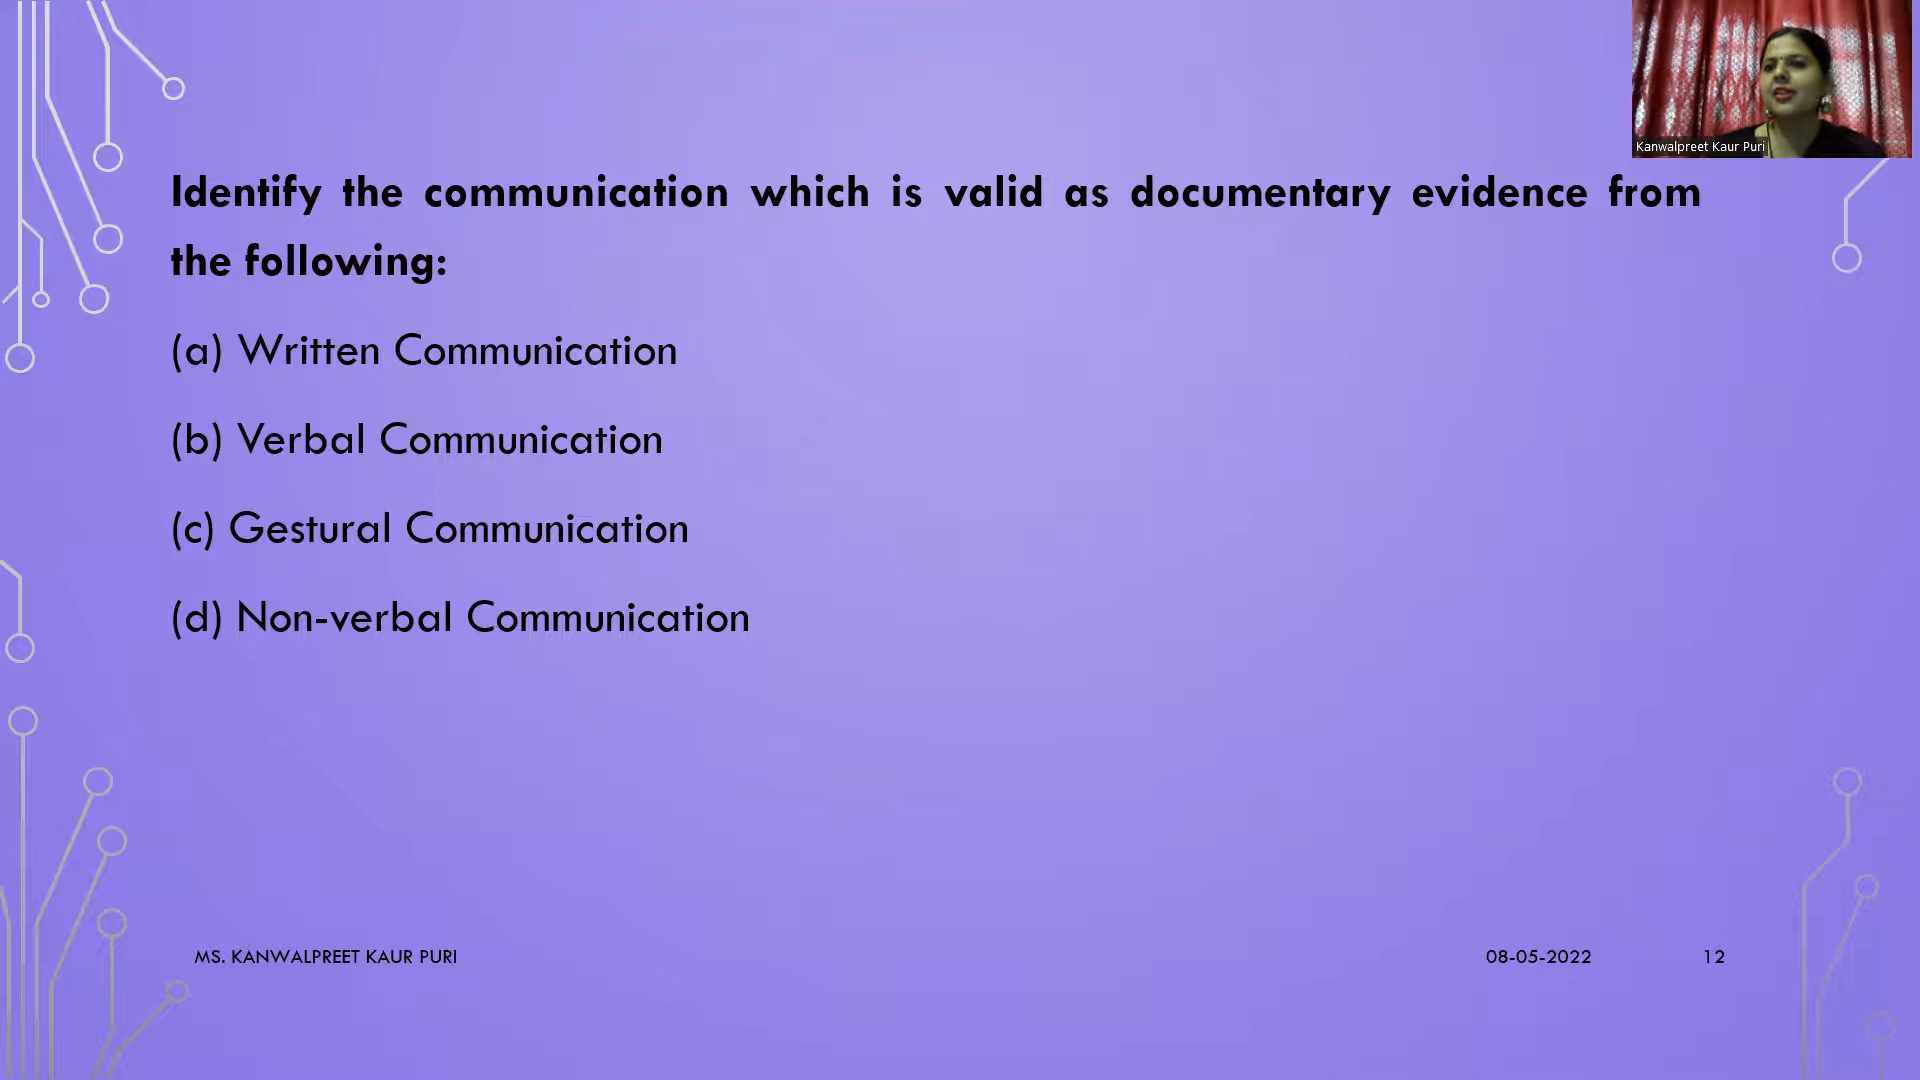 Kanwalpreet Kaur Puri
Identify the communication which is valid as documentary evidence from
the following:
(a) Written Communication
(b) Verbal Communication
(c) Gestural Communication
(d) Non-verbal Communication
MS. KANWALPREET KAUR PURI 08-05-2022 12